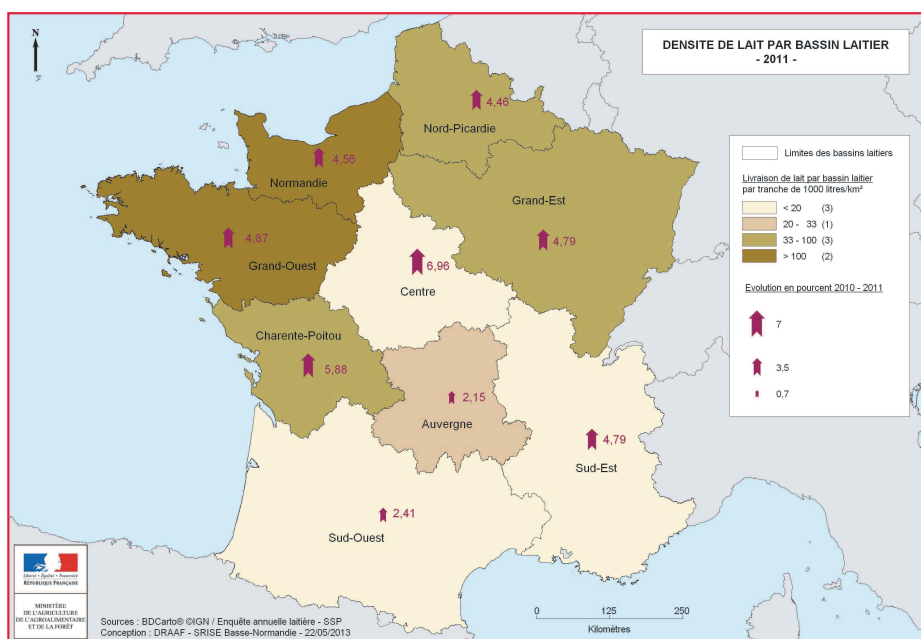 N
DENSITE DE LAIT PAR BASSIN LAITIER
- 2011 -
4,46
Nord-Picardie
4,56
Normandie
Grand-Est
4,79
4,87
Grand-Ouest
6,96
Centre
Charente-Poitou
5,88
2,15
Auvergne
4,79
Sud-Est
2,41
Sud-Ouest
Limites des bassins laitiers
Livraison de lait par bassin laitier
par tranche de 1000 litres/km²
< 20 (3)
20 - 33 (1)
33 - 100 (3)
> 100 (2)
Evolution en pourcent 2010 - 2011
7
3,5
0,7
Liberté • Égalité • Fraternité
RÉPUBLIQUE FRANÇAISE
MINISTÈRE
DE L'AGRICULTURE
DE L'AGROALIMENTAIRE
ET DE LA FORÊT
Sources : BDCarto® ©IGN / Enquête annuelle laitière - SSP
Conception : DRAAF - SRISE Basse-Normandie - 22/05/2013
0 125 250
Kilomètres